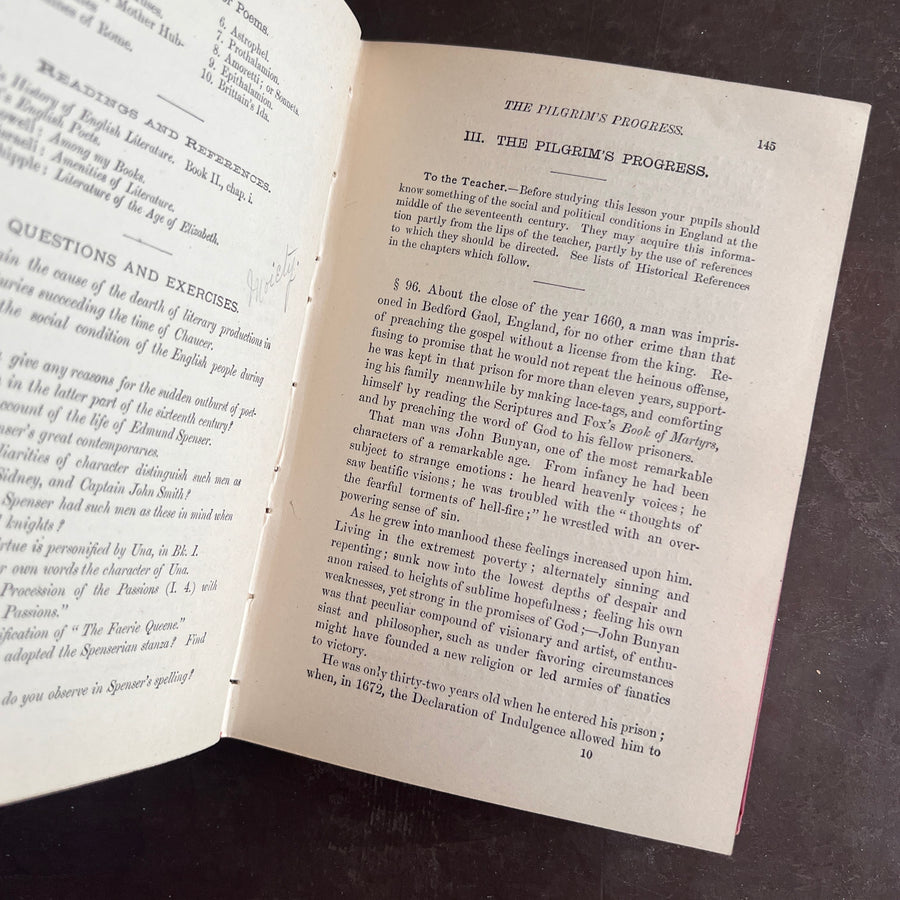 of Poems.
6. Astrophel.
7. Prothalamion.
8. Amoretti; or Sonnets.
9. Epithalamion.
10. Brittain's Ida.
Mother Hub-
of Rome.
READINGS AND REFERENCES.
History of English Literature. Book II., chap. i.
English Poets.
Among my Books.
Amenities of Literature.
Whipple; Literature of the Age of Elizabeth.
QUESTIONS AND EXERCISES.
the cause of the dearth of literary productions in
succeeding the time of Chaucer.
the social condition of the English people during
give any reasons for the sudden outburst of poet-
in the latter part of the sixteenth century?
account of the life of Edmund Spenser.
great contemporaries.
of character distinguish such men as
Sidney, and Captain John Smith?
Spenser had such men as these in mind when
knights?
is personified by Una, in Bk. I.
own words the character of Una.
Procession of the Passions (I. 4.) with
Passions."
of "The Faerie Queene."
adopted the Spenserian stanza? Find
do you observe in Spenser's spelling?
THE PILGRIM'S PROGRESS.
145
III. THE PILGRIM'S PROGRESS.
To the Teacher.—Before studying this lesson your pupils should
know something of the social and political conditions in England at the
middle of the seventeenth century. They may acquire this informa-
tion partly from the lips of the teacher, partly by the use of references
to which they should be directed. See lists of Historical References
in the chapters which follow.
§ 96. About the close of the year 1660, a man was impris-
oned in Bedford Gaol, England, for no other crime than that
of preaching the gospel without a license from the king. Re-
fusing to promise that he would not repeat the heinous offense,
he was kept in that prison for more than eleven years, support-
ing his family meanwhile by making lace-tags, and comforting
himself by reading the Scriptures and Fox's Book of Martyrs,
and by preaching the word of God to his fellow prisoners.
That man was John Bunyan, one of the most remarkable
characters of a remarkable age. From infancy he had been
subject to strange emotions: he heard heavenly voices; he
saw beatific visions; he was troubled with the "thoughts of
the fearful torments of hell-fire;" he wrestled with an over-
powering sense of sin.
As he grew into manhood these feelings increased upon him.
Living in the extremest poverty; alternately sinning and
repenting; sunk now into the lowest depths of despair and
anon raised to heights of sublime hopefulness; feeling his own
weaknesses, yet strong in the promises of God;—John Bunyan
was that peculiar compound of visionary and artist, of enthu-
siast and philosopher, such as under favoring circumstances
might have founded a new religion or led armies of fanatics
to victory.
He was only thirty-two years old when he entered his prison;
when, in 1672, the Declaration of Indulgence allowed him to
10